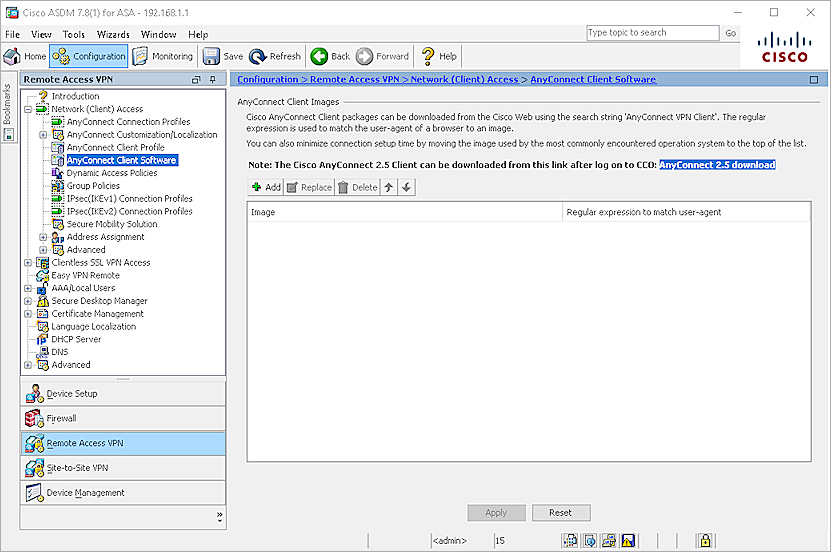 Cisco ASDM 7.8(1) for ASA - 192.168.1.1
File View Tools Wizards Window Help
Type topic to search Go
Home Configuration Monitoring Save Refresh Back Forward Help
CISCO
Bookmarks
Remote Access VPN
Introduction
Network (Client) Access
AnyConnect Connection Profiles
AnyConnect Customization/Localization
AnyConnect Client Profile
AnyConnect Client Software
Dynamic Access Policies
Group Policies
IPsec(IKEv1) Connection Profiles
IPsec(IKEv2) Connection Profiles
Secure Mobility Solution
Address Assignment
Advanced
Clientless SSL VPN Access
Easy VPN Remote
AAA/Local Users
Secure Desktop Manager
Certificate Management
Language Localization
DHCP Server
DNS
Advanced
Device Setup
Firewall
Remote Access VPN
Site-to-Site VPN
Device Management
»
Configuration > Remote Access VPN > Network (Client) Access > AnyConnect Client Software
AnyConnect Client Images
Cisco AnyConnect Client packages can be downloaded from the Cisco Web using the search string 'AnyConnect VPN Client'. The regular
expression is used to match the user-agent of a browser to an image.
You can also minimize connection setup time by moving the image used by the most commonly encountered operation system to the top of the list.
Note: The Cisco AnyConnect 2.5 Client can be downloaded from this link after log on to CCO: AnyConnect 2.5 download
Add Replace Delete
Image Regular expression to match user-agent
Apply Reset
<admin> 15